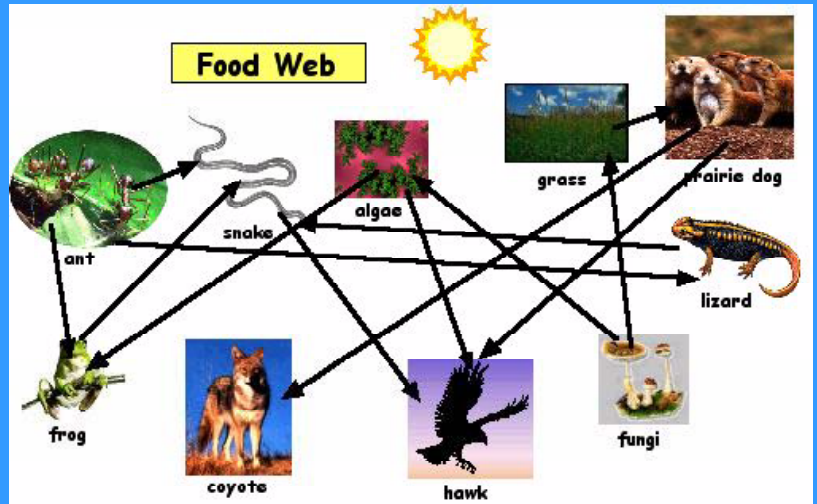 Food Web
grass
prairie dog
algae
snake
ant
lizard
frog
fungi
coyote
hawk